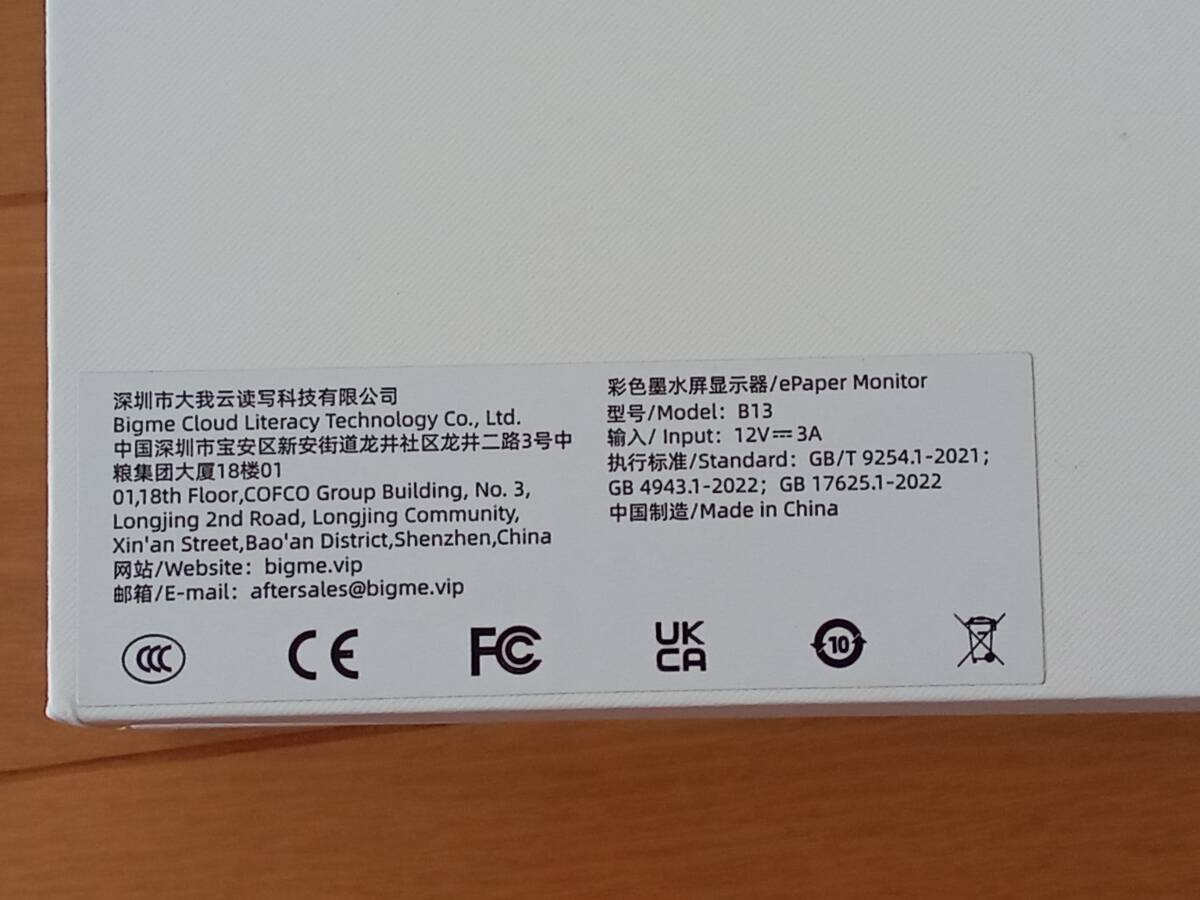 深圳市大我云读写科技有限公司
Bigme Cloud Literacy Technology Co., Ltd.
中国深圳市宝安区新安街道龙井社区龙井二路3号中
粮集团大厦18楼01
01,18th Floor,COFCO Group Building, No. 3,
Longjing 2nd Road, Longjing Community,
Xin'an Street,Bao'an District,Shenzhen,China
网站/Website：bigme.vip
邮箱/E-mail：aftersales@bigme.vip
彩色墨水屏显示器/ePaper Monitor
型号/Model：B13
输入/ Input：12V⎓3A
执行标准/Standard：GB/T 9254.1-2021；
GB 4943.1-2022；GB 17625.1-2022
中国制造/Made in China
CCC
CE
FC
UK
CA
10